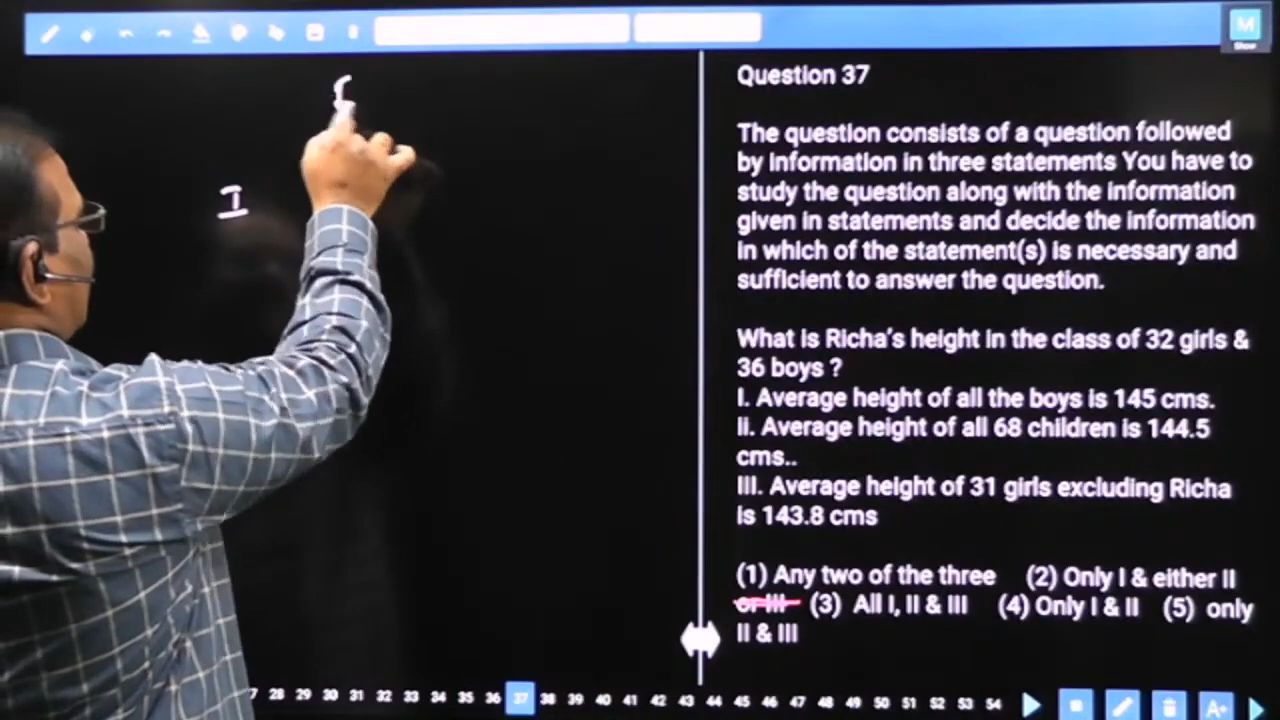 M
Show
Question 37
The question consists of a question followed
by information in three statements You have to
study the question along with the information
given in statements and decide the information
in which of the statement(s) is necessary and
sufficient to answer the question.
What is Richa's height in the class of 32 girls &
36 boys ?
I. Average height of all the boys is 145 cms.
II. Average height of all 68 children is 144.5
cms..
III. Average height of 31 girls excluding Richa
is 143.8 cms
(1) Any two of the three (2) Only I & either II
or III (3) All I, II & III (4) Only I & II (5) only
II & III
I
7 28 29 30 31 32 33 34 35 36 37 38 39 40 41 42 43 44 45 46 47 48 49 50 51 52 53 54
A+